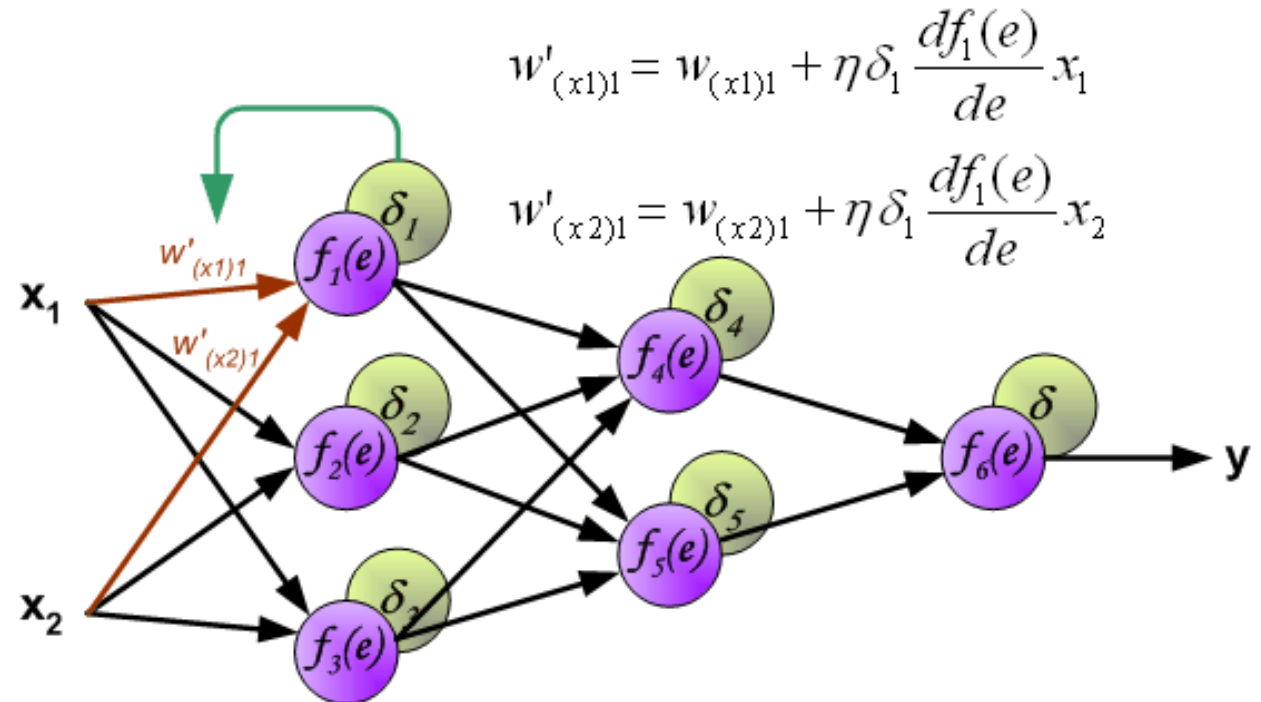 w'₍ₓ₁₎₁ = w₍ₓ₁₎₁ + ηδ₁ df₁(e)/de x₁
w'₍ₓ₂₎₁ = w₍ₓ₂₎₁ + ηδ₁ df₁(e)/de x₂
δ₁
f₁(e)
w'₍ₓ₁₎₁
x₁
w'₍ₓ₂₎₁
δ₄
f₄(e)
δ₂
f₂(e)
δ
f₆(e)
y
δ₅
f₅(e)
x₂
δ₃
f₃(e)